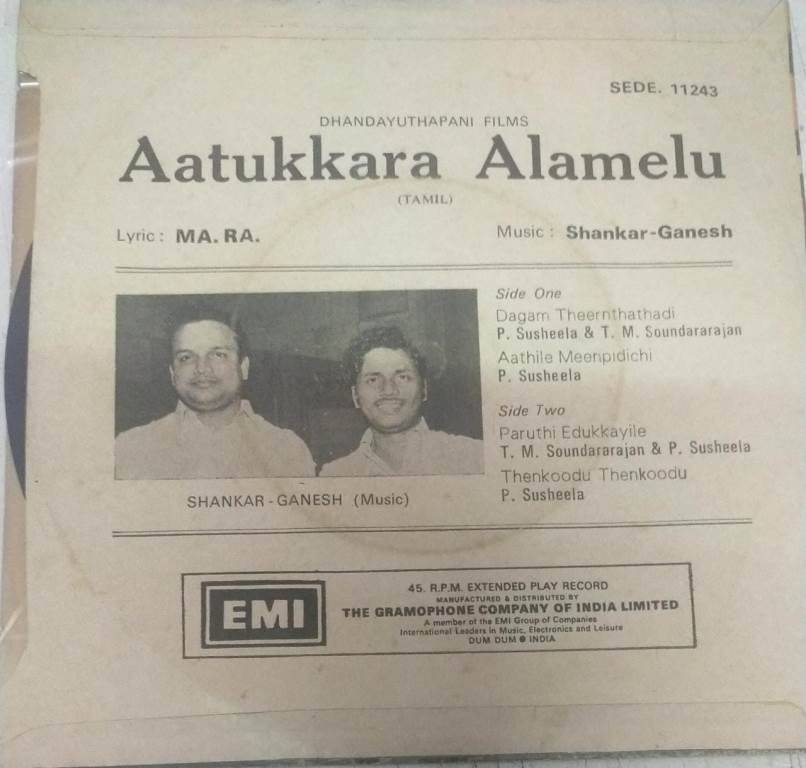 SEDE. 11243
DHANDAYUTHAPANI FILMS
Aatukkara Alamelu
(TAMIL)
Lyric : MA. RA.
Music : Shankar-Ganesh
Side One
Dagam Theernthathadi
P. Susheela & T. M. Soundararajan
Aathile Meenpidichi
P. Susheela
Side Two
Paruthi Edukkayile
T. M. Soundararajan & P. Susheela
Thenkoodu Thenkoodu
P. Susheela
SHANKAR - GANESH (Music)
EMI
45. R.P.M. EXTENDED PLAY RECORD
MANUFACTURED & DISTRIBUTED BY
THE GRAMOPHONE COMPANY OF INDIA LIMITED
A member of the EMI Group of Companies
International Leaders in Music, Electronics and Leisure
DUM DUM ● INDIA